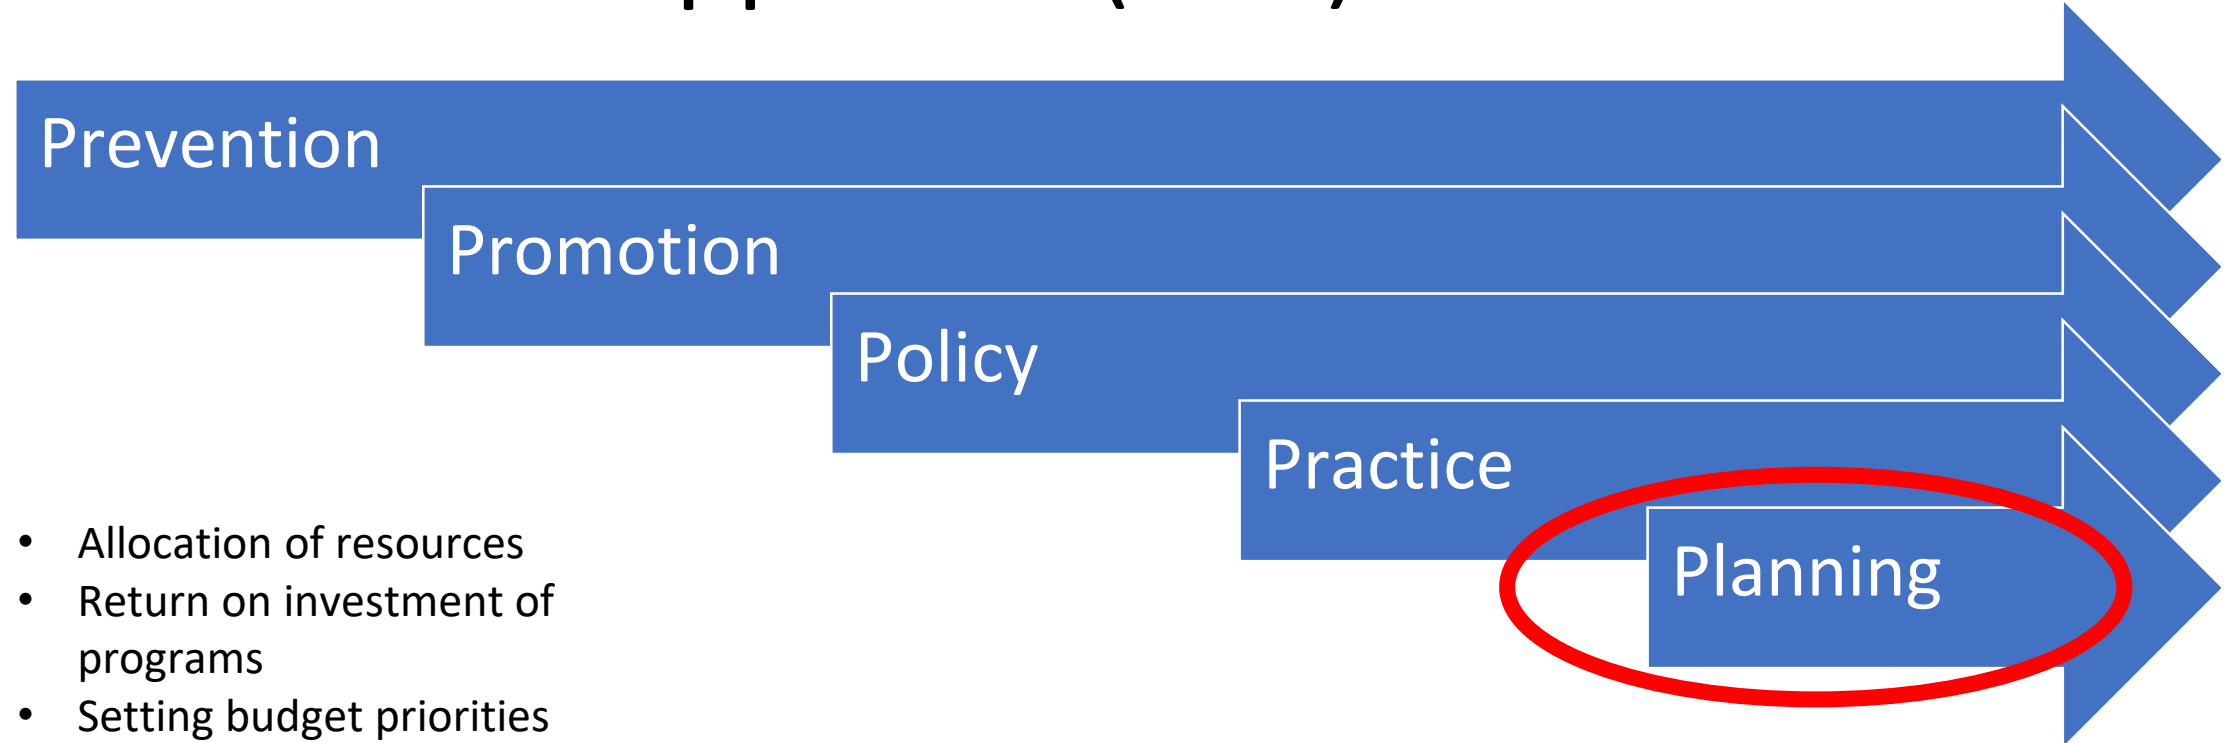 Prevention
Promotion
Policy
Practice
Planning
• Allocation of resources
• Return on investment of
programs
• Setting budget priorities